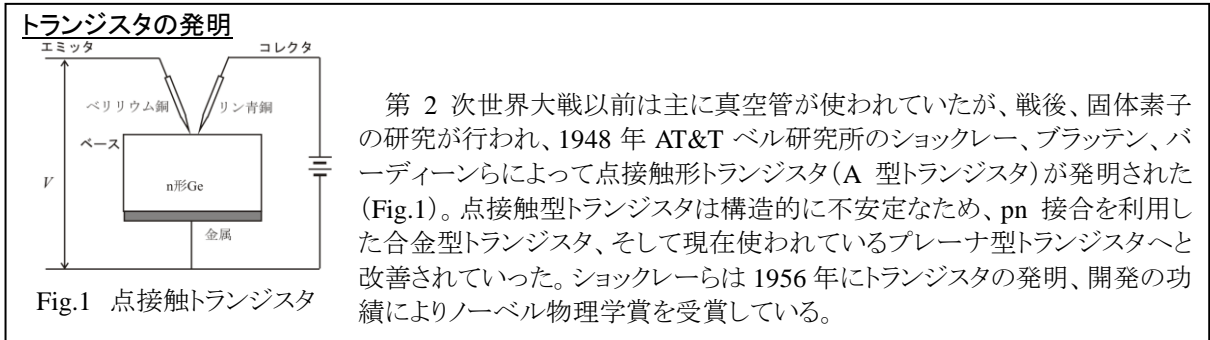 トランジスタの発明
エミッタ
コレクタ
ベリリウム銅
リン青銅
ベース
V
n形Ge
金属
Fig.1 点接触トランジスタ
第 2 次世界大戦以前は主に真空管が使われていたが、戦後、固体素子
の研究が行われ、1948 年 AT&T ベル研究所のショックレー、ブラッテン、バ
ーディーンらによって点接触形トランジスタ(A 型トランジスタ)が発明された
(Fig.1)。点接触型トランジスタは構造的に不安定なため、pn 接合を利用し
た合金型トランジスタ、そして現在使われているプレーナ型トランジスタへと
改善されていった。ショックレーらは 1956 年にトランジスタの発明、開発の功
績によりノーベル物理学賞を受賞している。